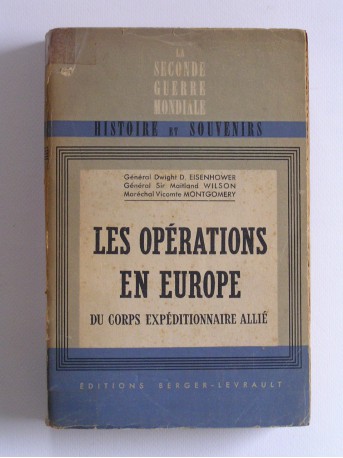 LA
SECONDE
GUERRE
MONDIALE
HISTOIRE ET SOUVENIRS
Général Dwight D. EISENHOWER
Général Sir Maitland WILSON
Maréchal Vicomte MONTGOMERY
LES OPÉRATIONS
EN EUROPE
DU CORPS EXPÉDITIONNAIRE ALLIÉ
ÉDITIONS BERGER-LEVRAULT